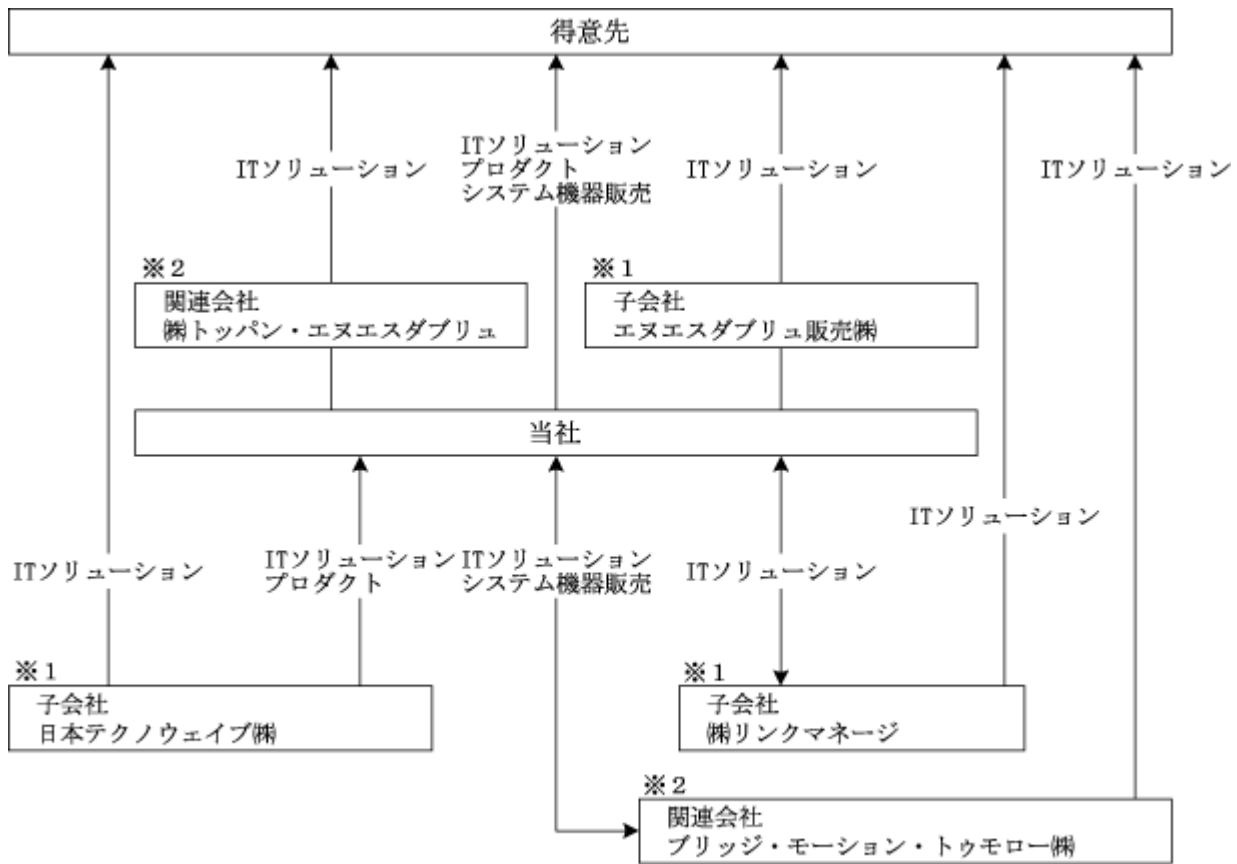 得意先
ITソリューション
ITソリューション
プロダクト
システム機器販売
ITソリューション
ITソリューション
※2
関連会社
㈱トッパン・エヌエスダブリュ
※1
子会社
エヌエスダブリュ販売㈱
当社
ITソリューション
ITソリューション
ITソリューション
プロダクト
ITソリューション
システム機器販売
ITソリューション
※1
子会社
日本テクノウェイブ㈱
※1
子会社
㈱リンクマネージ
※2
関連会社
ブリッジ・モーション・トゥモロー㈱